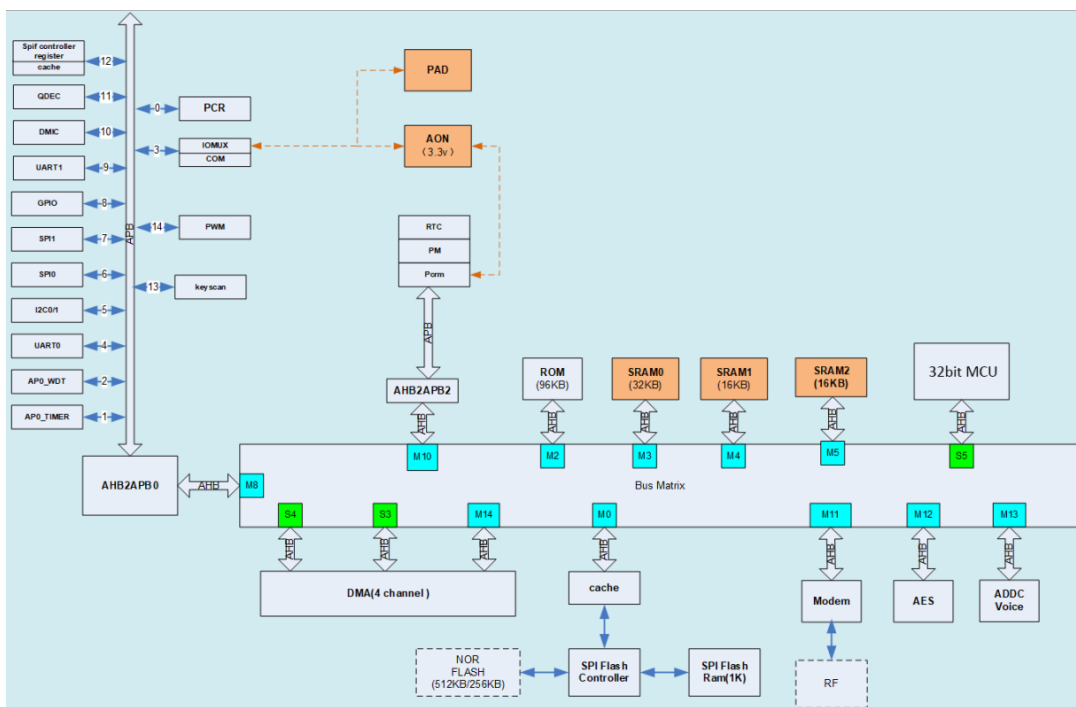 Spif controller
register
cache
12
QDEC
11
DMIC
10
UART1
9
GPIO
8
SPI1
7
SPI0
6
I2C0/1
5
UART0
4
AP0_WDT
2
AP0_TIMER
1
APB
0
PCR
3
IOMUX
COM
14
PWM
13
keyscan
PAD
AON
(3.3v)
RTC
PM
Porm
APB
AHB2APB2
AHB
ROM
(96KB)
AHB
SRAM0
(32KB)
AHB
SRAM1
(16KB)
AHB
SRAM2
(16KB)
AHB
32bit MCU
AHB
AHB2APB0
AHB
M8
M10
M2
M3
M4
M5
S5
Bus Matrix
S4
S3
M14
M0
M11
M12
M13
AHB
AHB
AHB
AHB
AHB
AHB
AHB
DMA(4 channel )
cache
Modem
AES
ADDC
Voice
NOR
FLASH
(512KB/256KB)
SPI Flash
Controller
SPI Flash
Ram(1K)
RF